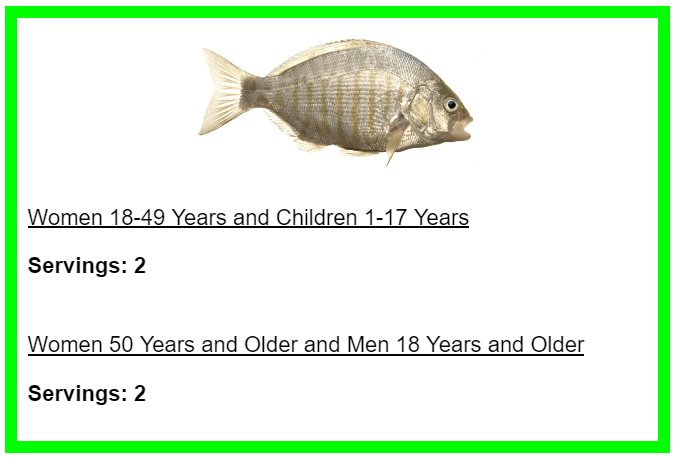 Women 18-49 Years and Children 1-17 Years
Servings: 2
Women 50 Years and Older and Men 18 Years and Older
Servings: 2